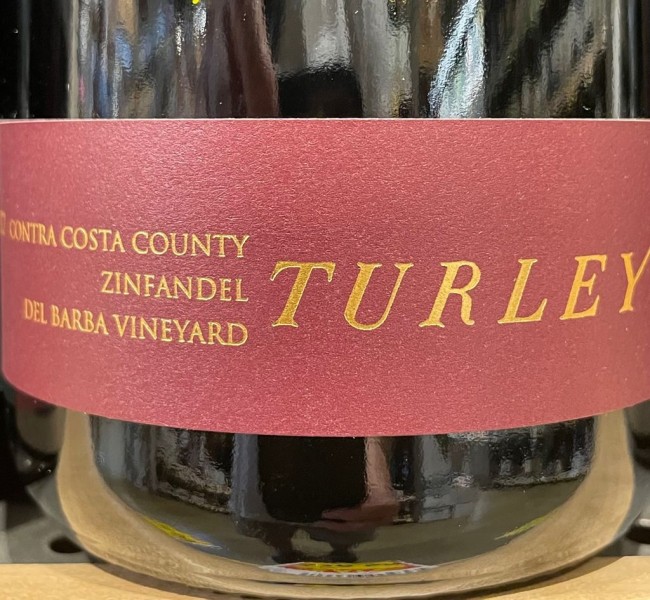 CONTRA COSTA COUNTY
ZINFANDEL
DEL BARBA VINEYARD
TURLEY